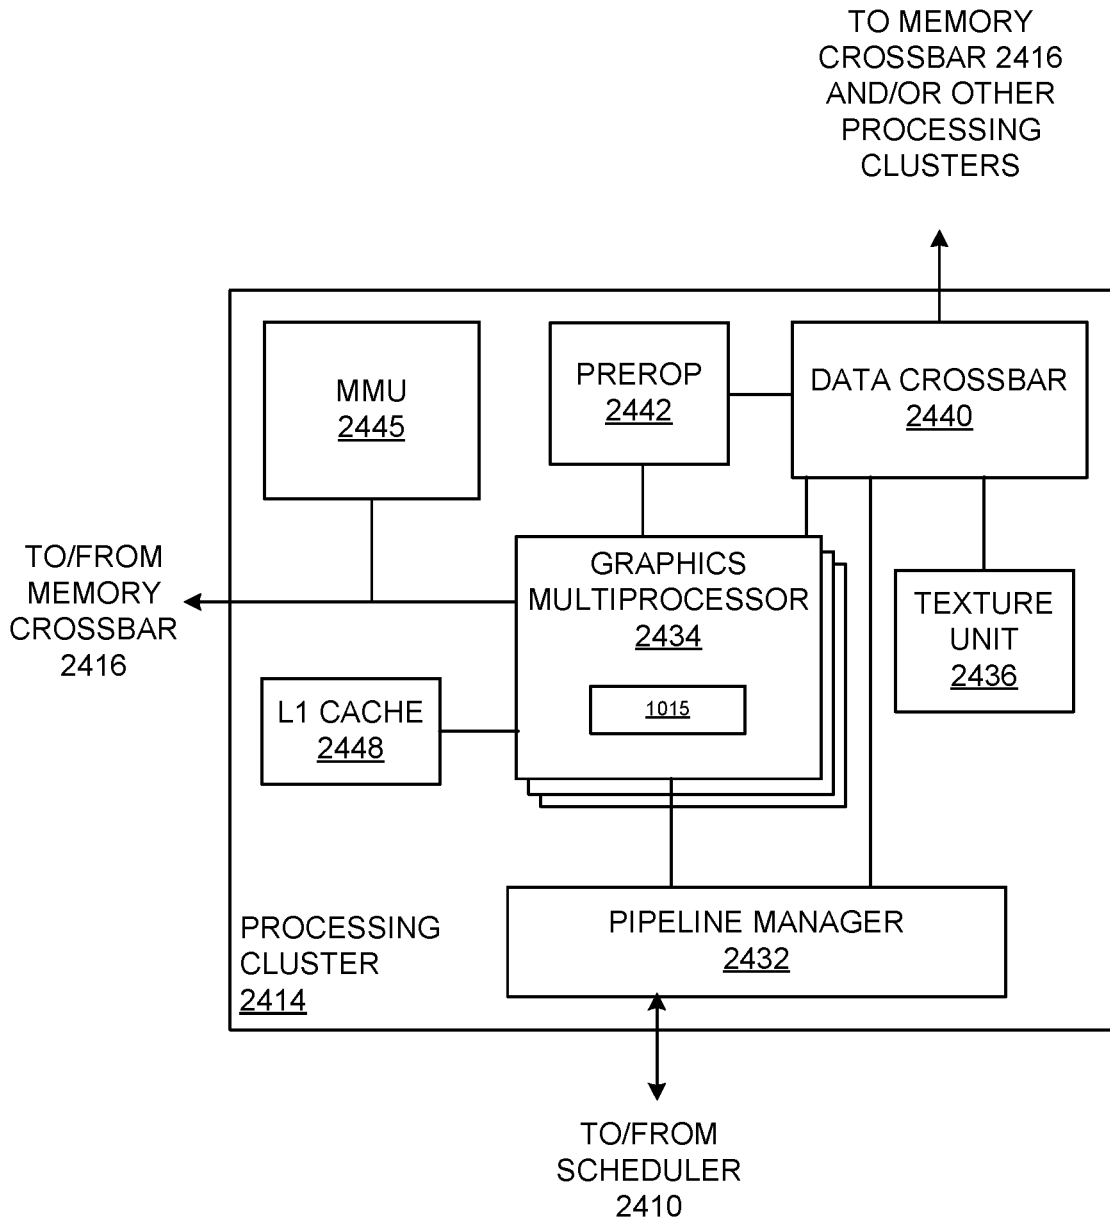 TO MEMORY
CROSSBAR 2416
AND/OR OTHER
PROCESSING
CLUSTERS
MMU
2445
PREROP
2442
DATA CROSSBAR
2440
TO/FROM
MEMORY
CROSSBAR
2416
GRAPHICS
MULTIPROCESSOR
2434
1015
TEXTURE
UNIT
2436
L1 CACHE
2448
PROCESSING
CLUSTER
2414
PIPELINE MANAGER
2432
TO/FROM
SCHEDULER
2410